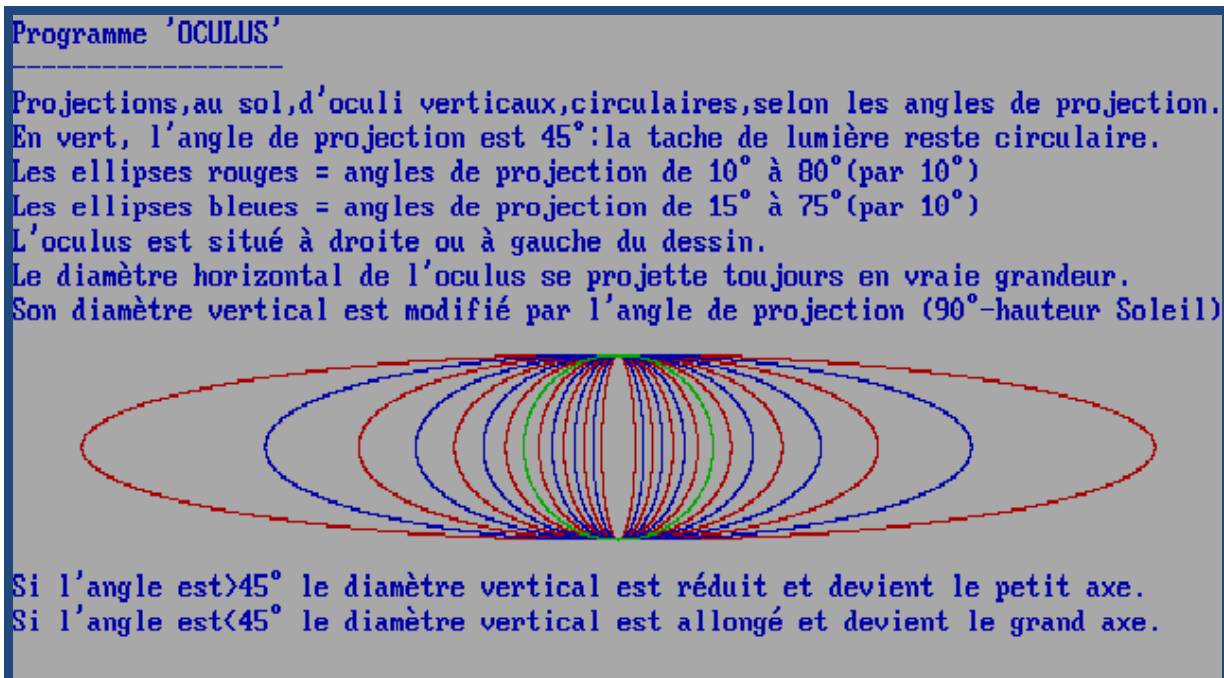 Programme 'OCULUS'
------------------
Projections,au sol,d'oculi verticaux,circulaires,selon les angles de projection.
En vert, l'angle de projection est 45°:la tache de lumière reste circulaire.
Les ellipses rouges = angles de projection de 10° à 80°(par 10°)
Les ellipses bleues = angles de projection de 15° à 75°(par 10°)
L'oculus est situé à droite ou à gauche du dessin.
Le diamètre horizontal de l'oculus se projette toujours en vraie grandeur.
Son diamètre vertical est modifié par l'angle de projection (90°-hauteur Soleil)
Si l'angle est>45° le diamètre vertical est réduit et devient le petit axe.
Si l'angle est<45° le diamètre vertical est allongé et devient le grand axe.